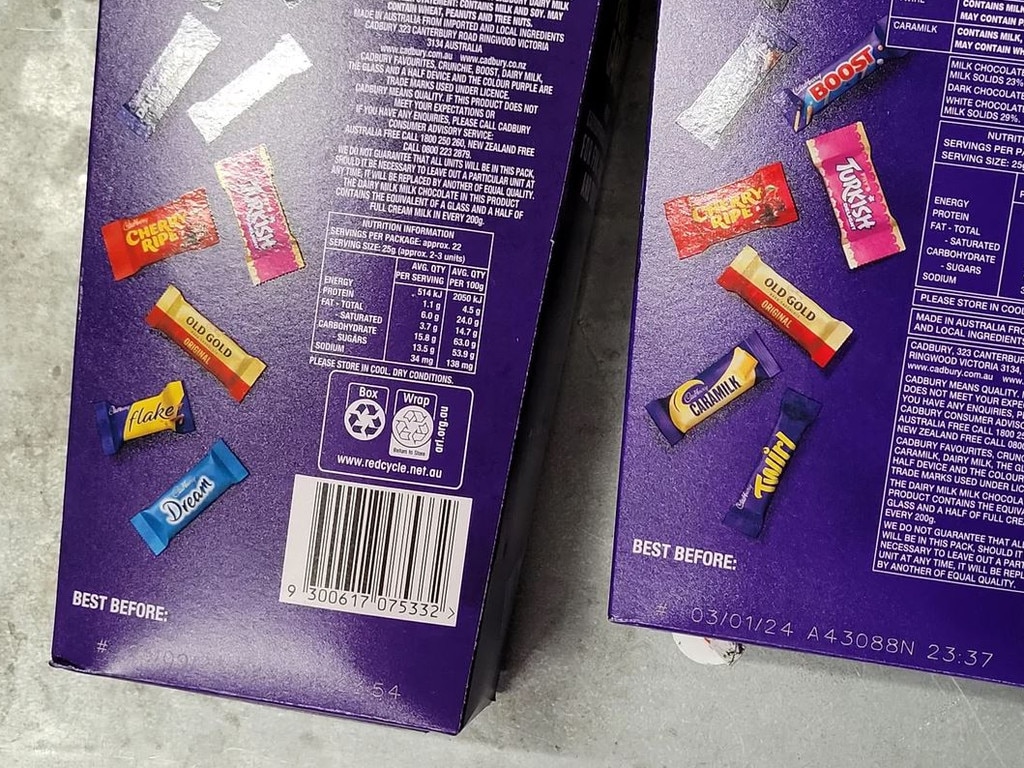 STATEMENT: CONTAINS MILK AND SOY. MAY
CONTAIN WHEAT, PEANUTS AND TREE NUTS.
MADE IN AUSTRALIA FROM IMPORTED AND LOCAL INGREDIENTS
CADBURY 323 CANTERBURY ROAD RINGWOOD VICTORIA
3134 AUSTRALIA
www.cadbury.com.au www.cadbury.co.nz
CADBURY FAVOURITES, CRUNCHIE, BOOST, DAIRY MILK,
THE GLASS AND A HALF DEVICE AND THE COLOUR PURPLE ARE
TRADE MARKS USED UNDER LICENCE.
CADBURY MEANS QUALITY. IF THIS PRODUCT DOES NOT
MEET YOUR EXPECTATIONS OR
IF YOU HAVE ANY ENQUIRIES, PLEASE CALL CADBURY
CONSUMER ADVISORY SERVICE:
AUSTRALIA FREE CALL 1800 250 260, NEW ZEALAND FREE
CALL 0800 223 2879.
WE DO NOT GUARANTEE THAT ALL UNITS WILL BE IN THIS PACK,
SHOULD IT BE NECESSARY TO LEAVE OUT A PARTICULAR UNIT AT
ANY TIME, IT WILL BE REPLACED BY ANOTHER OF EQUAL QUALITY.
THE DAIRY MILK MILK CHOCOLATE IN THIS PRODUCT
CONTAINS THE EQUIVALENT OF A GLASS AND A HALF OF
FULL CREAM MILK IN EVERY 200g.
NUTRITION INFORMATION
SERVINGS PER PACKAGE: approx. 22
SERVING SIZE: 25g (approx. 2-3 units)
AVG. QTY AVG. QTY
PER SERVING PER 100g
ENERGY 514 kJ 2050 kJ
PROTEIN 1.1 g 4.5 g
FAT - TOTAL 6.0 g 24.0 g
- SATURATED 3.7 g 14.7 g
CARBOHYDRATE 15.8 g 63.0 g
- SUGARS 13.5 g 53.9 g
SODIUM 34 mg 138 mg
PLEASE STORE IN COOL. DRY CONDITIONS.
Box Wrap
Return to Store
arl.org.au
www.redcycle.net.au
9 300617 075332 >
CHERRY
RIPE
TURKISH
OLD GOLD
ORIGINAL
flake
Dream
BEST BEFORE:
#
54
CONTAINS MILK
MAY CONTAIN P
CARAMILK CONTAINS MILK,
MAY CONTAIN WH
MILK CHOCOLATE
MILK SOLIDS 23%
DARK CHOCOLATE
WHITE CHOCOLAT
MILK SOLIDS 29%.
NUTRITI
SERVINGS PER PA
SERVING SIZE: 25
ENERGY
PROTEIN
FAT - TOTAL
- SATURATED
CARBOHYDRATE
- SUGARS
SODIUM
PLEASE STORE IN COOL
MADE IN AUSTRALIA FRO
AND LOCAL INGREDIENTS
CADBURY, 323 CANTERBUR
RINGWOOD VICTORIA 3134,
www.cadbury.com.au www.
CADBURY MEANS QUALITY. I
DOES NOT MEET YOUR EXPE
YOU HAVE ANY ENQUIRIES, P
CADBURY CONSUMER ADVISO
AUSTRALIA FREE CALL 1800 25
NEW ZEALAND FREE CALL 080
CADBURY FAVOURITES, CRUNC
CARAMILK, DAIRY MILK, THE GL
HALF DEVICE AND THE COLOUR
TRADE MARKS USED UNDER LIC
THE DAIRY MILK MILK CHOCOLA
PRODUCT CONTAINS THE EQUIVA
GLASS AND A HALF OF FULL CRE
EVERY 200g.
WE DO NOT GUARANTEE THAT AL
WILL BE IN THIS PACK, SHOULD IT
NECESSARY TO LEAVE OUT A PART
UNIT AT ANY TIME, IT WILL BE REPL
BY ANOTHER OF EQUAL QUALITY.
BOOST
CHERRY
RIPE
TURKISH
OLD GOLD
ORIGINAL
Cadbury
CARAMILK
Twirl
BEST BEFORE:
# 03/01/24 A43088N 23:37